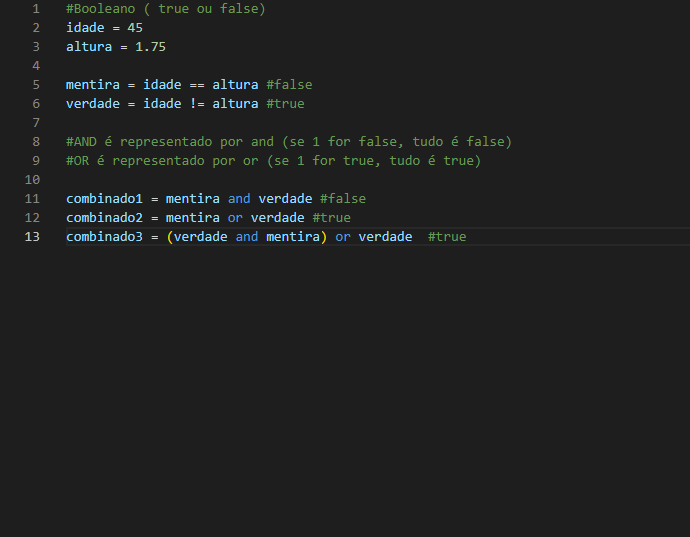 1 #Booleano ( true ou false)
2 idade = 45
3 altura = 1.75
4
5 mentira = idade == altura #false
6 verdade = idade != altura #true
7
8 #AND é representado por and (se 1 for false, tudo é false)
9 #OR é representado por or (se 1 for true, tudo é true)
10
11 combinado1 = mentira and verdade #false
12 combinado2 = mentira or verdade #true
13 combinado3 = (verdade and mentira) or verdade  #true